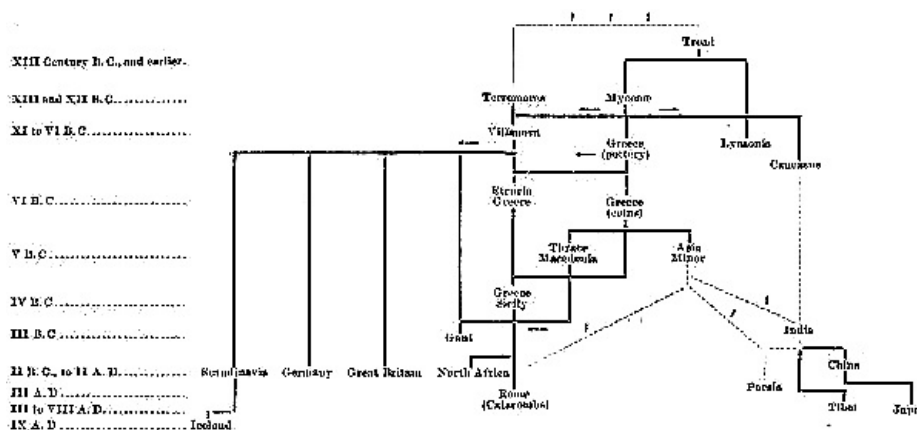 Troad
XIII Century B. C., and earlier
XIII and XII B. C.
Terramares
Mycenæ
XI to VI B. C.
Villanova
Greece
(pottery)
Lycaonia
Caucasus
VI B. C.
Etruria
Greece
Greece
(coins)
V B. C.
Thrace
Macedonia
Asia
Minor
IV B. C.
Greece
Sicily
III B. C.
Gaul
India
II B. C., to II A. D.
Scandinavia
Germany
Great Britain
North Africa
Persia
China
III A. D.
Rome
(Catacombs)
III to VIII A. D.
Tibet
IX A. D.
Iceland